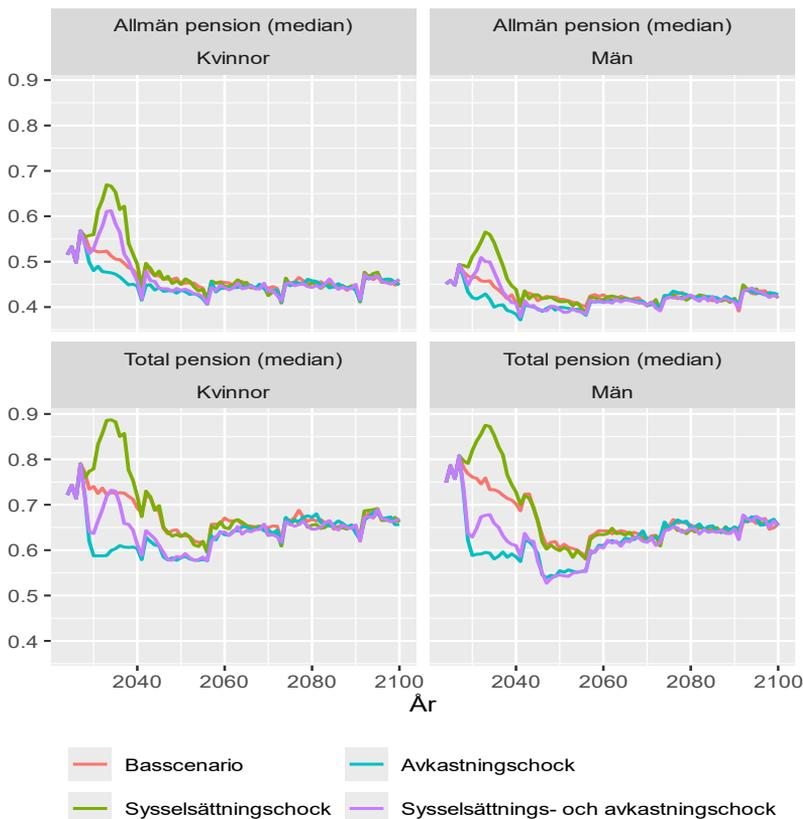 Allmän pension (median)
Kvinnor
Allmän pension (median)
Män
0.9
0.8
0.7
0.6
0.5
0.4
Total pension (median)
Kvinnor
Total pension (median)
Män
0.9
0.8
0.7
0.6
0.5
0.4
2040 2060 2080 2100
2040 2060 2080 2100
År
Basscenario
Avkastningschock
Sysselsättningschock
Sysselsättnings- och avkastningschock